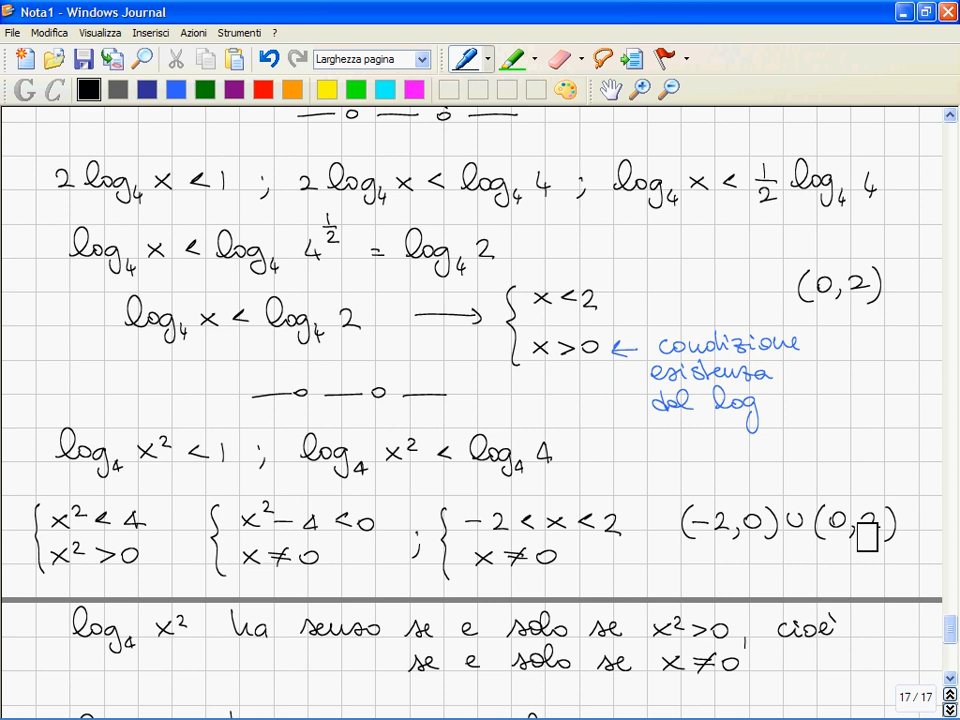 Nota1 - Windows Journal
File Modifica Visualizza Inserisci Azioni Strumenti ?
Larghezza pagina
G C
2 log₄ x < 1 ; 2 log₄ x < log₄ 4 ; log₄ x < 1/2 log₄ 4
log₄ x < log₄ 4^(1/2) = log₄ 2
(0,2)
log₄ x < log₄ 2 → { x < 2
x > 0 ← condizione
esistenza
del log
log₄ x² < 1 ; log₄ x² < log₄ 4
{ x² < 4 { x² - 4 < 0 { -2 < x < 2 (-2,0) ∪ (0,2)
x² > 0 x ≠ 0 ; x ≠ 0
log₄ x² ha senso se e solo se x² > 0, cioè
se e solo se x ≠ 0
17 / 17